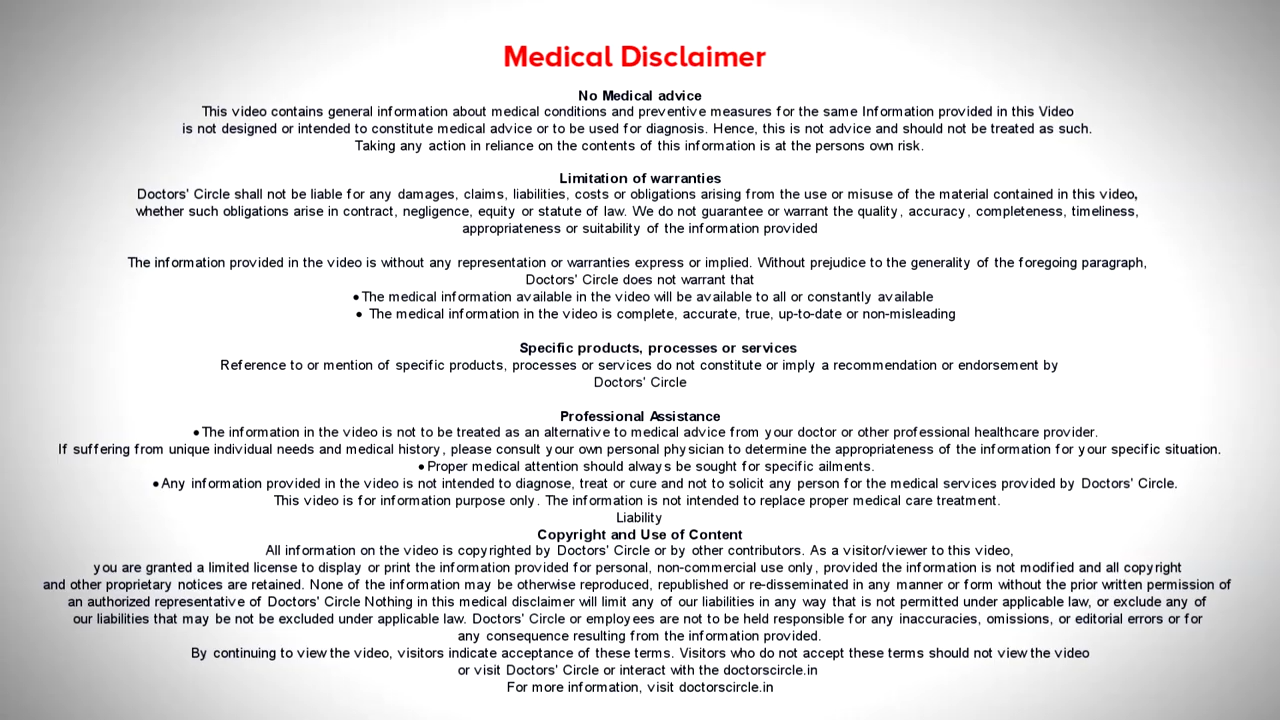 Medical Disclaimer
No Medical advice
This video contains general information about medical conditions and preventive measures for the same Information provided in this Video
is not designed or intended to constitute medical advice or to be used for diagnosis. Hence, this is not advice and should not be treated as such.
Taking any action in reliance on the contents of this information is at the persons own risk.
Limitation of warranties
Doctors' Circle shall not be liable for any damages, claims, liabilities, costs or obligations arising from the use or misuse of the material contained in this video,
whether such obligations arise in contract, negligence, equity or statute of law. We do not guarantee or warrant the quality, accuracy, completeness, timeliness,
appropriateness or suitability of the information provided
The information provided in the video is without any representation or warranties express or implied. Without prejudice to the generality of the foregoing paragraph,
Doctors' Circle does not warrant that
•The medical information available in the video will be available to all or constantly available
• The medical information in the video is complete, accurate, true, up-to-date or non-misleading
Specific products, processes or services
Reference to or mention of specific products, processes or services do not constitute or imply a recommendation or endorsement by
Doctors' Circle
Professional Assistance
•The information in the video is not to be treated as an alternative to medical advice from your doctor or other professional healthcare provider.
If suffering from unique individual needs and medical history, please consult your own personal physician to determine the appropriateness of the information for your specific situation.
•Proper medical attention should always be sought for specific ailments.
•Any information provided in the video is not intended to diagnose, treat or cure and not to solicit any person for the medical services provided by Doctors' Circle.
This video is for information purpose only. The information is not intended to replace proper medical care treatment.
Liability
Copyright and Use of Content
All information on the video is copyrighted by Doctors' Circle or by other contributors. As a visitor/viewer to this video,
you are granted a limited license to display or print the information provided for personal, non-commercial use only, provided the information is not modified and all copyright
and other proprietary notices are retained. None of the information may be otherwise reproduced, republished or re-disseminated in any manner or form without the prior written permission of
an authorized representative of Doctors' Circle Nothing in this medical disclaimer will limit any of our liabilities in any way that is not permitted under applicable law, or exclude any of
our liabilities that may be not be excluded under applicable law. Doctors' Circle or employees are not to be held responsible for any inaccuracies, omissions, or editorial errors or for
any consequence resulting from the information provided.
By continuing to view the video, visitors indicate acceptance of these terms. Visitors who do not accept these terms should not view the video
or visit Doctors' Circle or interact with the doctorscircle.in
For more information, visit doctorscircle.in